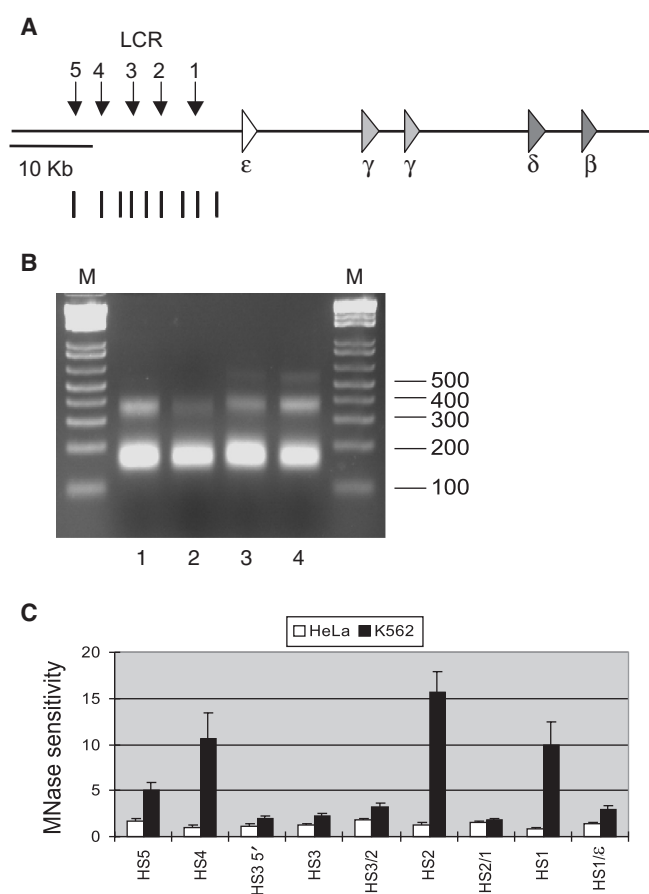 A
LCR
5 4 3 2 1
10 Kb
ε γ γ δ β
B
M M
500
400
300
200
100
1 2 3 4
C
HeLa K562
MNase sensitivity
20
15
10
5
0
HS5 HS4 HS3 5′ HS3 HS3/2 HS2 HS2/1 HS1 HS1/ε